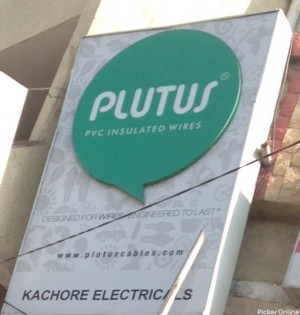 PLUTUS
PVC INSULATED WIRES
DESIGNED FOR WIRES, ENGINEERED TO LAST
www.plutuscables.com
KACHORE ELECTRICALS
PickerOnline